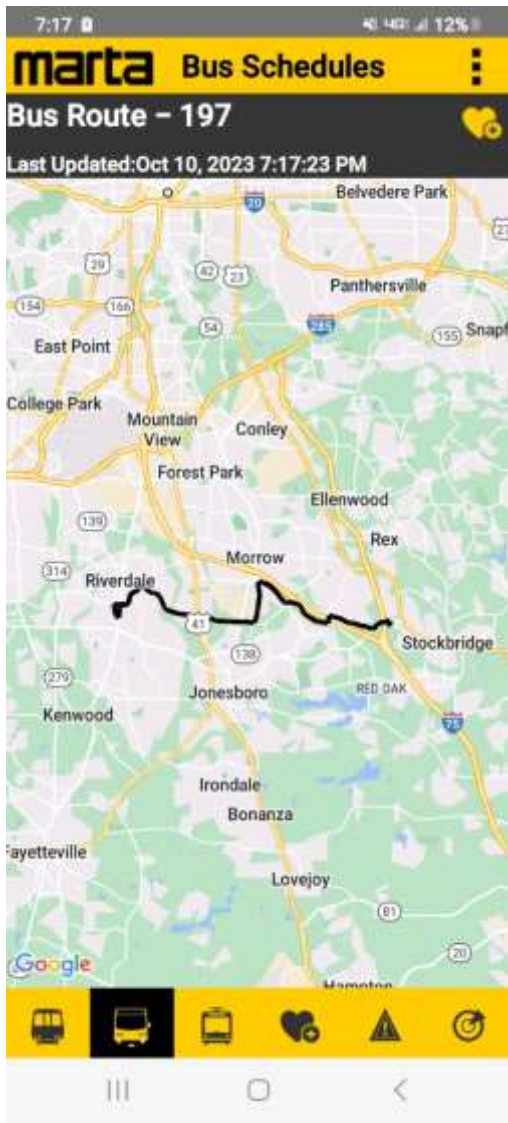 7:17
12%
marta Bus Schedules
Bus Route – 197
Last Updated:Oct 10, 2023 7:17:23 PM
Belvedere Park
20
29
42
23
Panthersville
154
166
54
285
155
Snapf
East Point
College Park
Mountain
View
Conley
Forest Park
Ellenwood
139
Rex
Morrow
314
Riverdale
41
Stockbridge
138
279
Jonesboro
RED OAK
Kenwood
75
Irondale
Bonanza
Fayetteville
Lovejoy
81
20
Google
Hampton